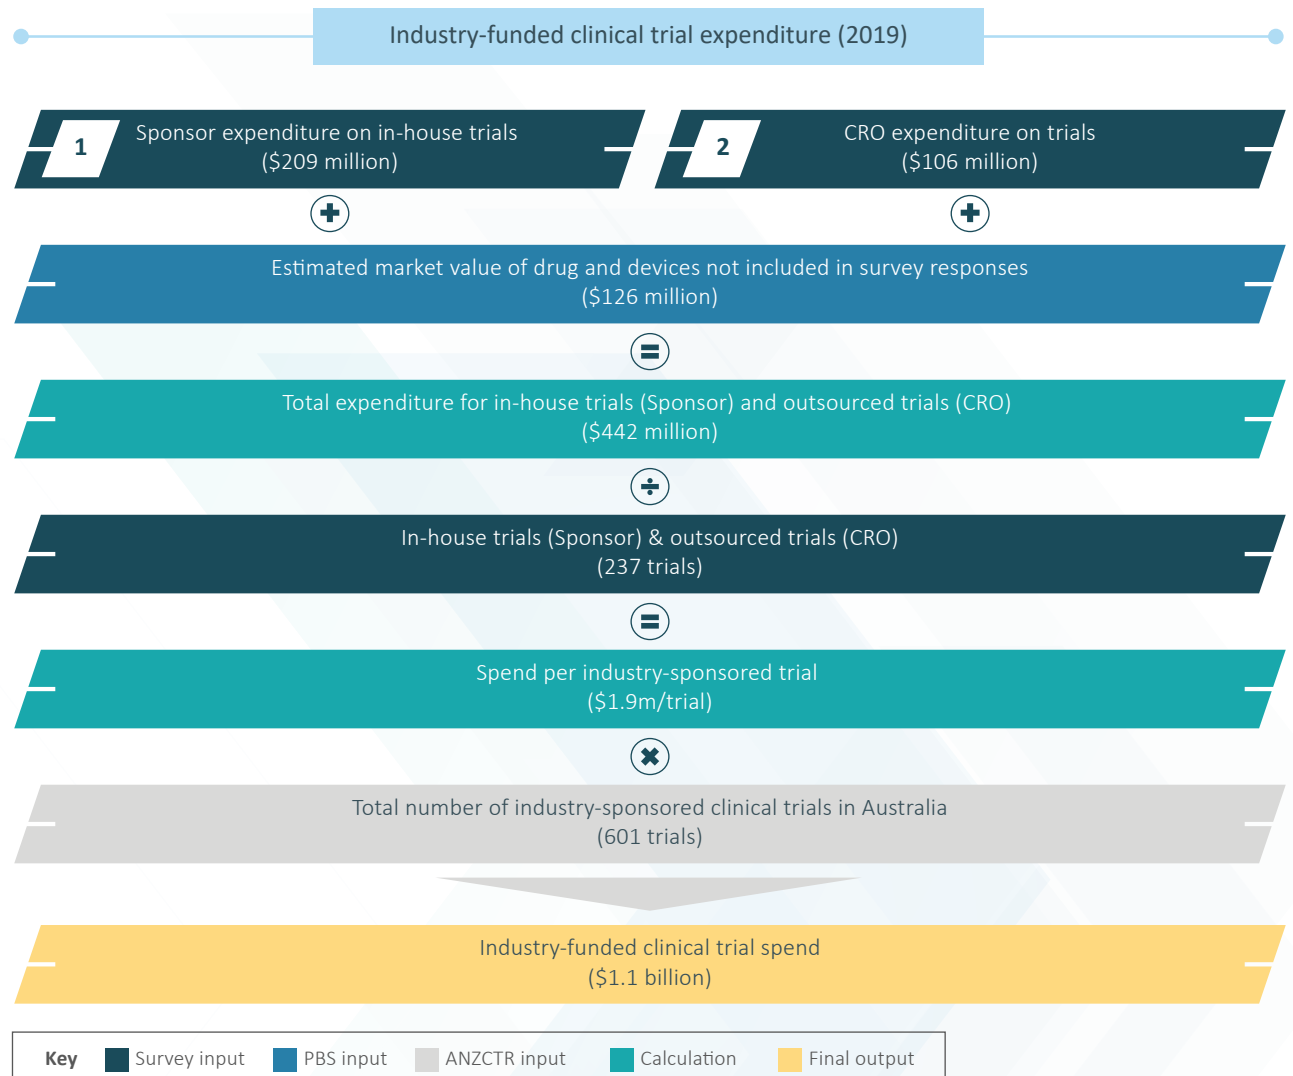 Industry-funded clinical trial expenditure (2019)
1
Sponsor expenditure on in-house trials
($209 million)
2
CRO expenditure on trials
($106 million)
Estimated market value of drug and devices not included in survey responses
($126 million)
Total expenditure for in-house trials (Sponsor) and outsourced trials (CRO)
($442 million)
In-house trials (Sponsor) & outsourced trials (CRO)
(237 trials)
Spend per industry-sponsored trial
($1.9m/trial)
Total number of industry-sponsored clinical trials in Australia
(601 trials)
Industry-funded clinical trial spend
($1.1 billion)
Key Survey input PBS input ANZCTR input Calculation Final output